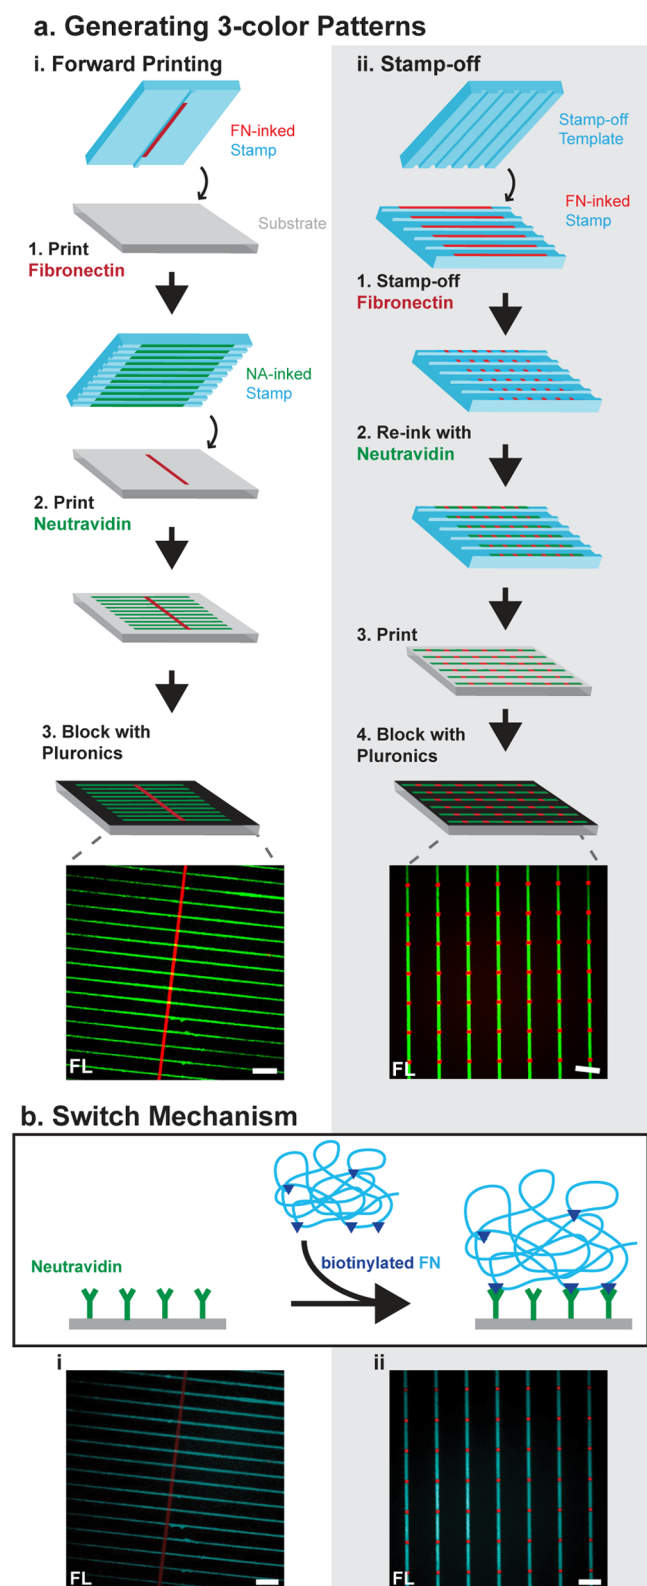 a. Generating 3-color Patterns
i. Forward Printing
FN-inked
Stamp
Substrate
1. Print
Fibronectin
NA-inked
Stamp
2. Print
Neutravidin
3. Block with
Pluronics
FL
ii. Stamp-off
Stamp-off
Template
FN-inked
Stamp
1. Stamp-off
Fibronectin
2. Re-ink with
Neutravidin
3. Print
4. Block with
Pluronics
FL
b. Switch Mechanism
Neutravidin
biotinylated FN
i
FL
ii
FL